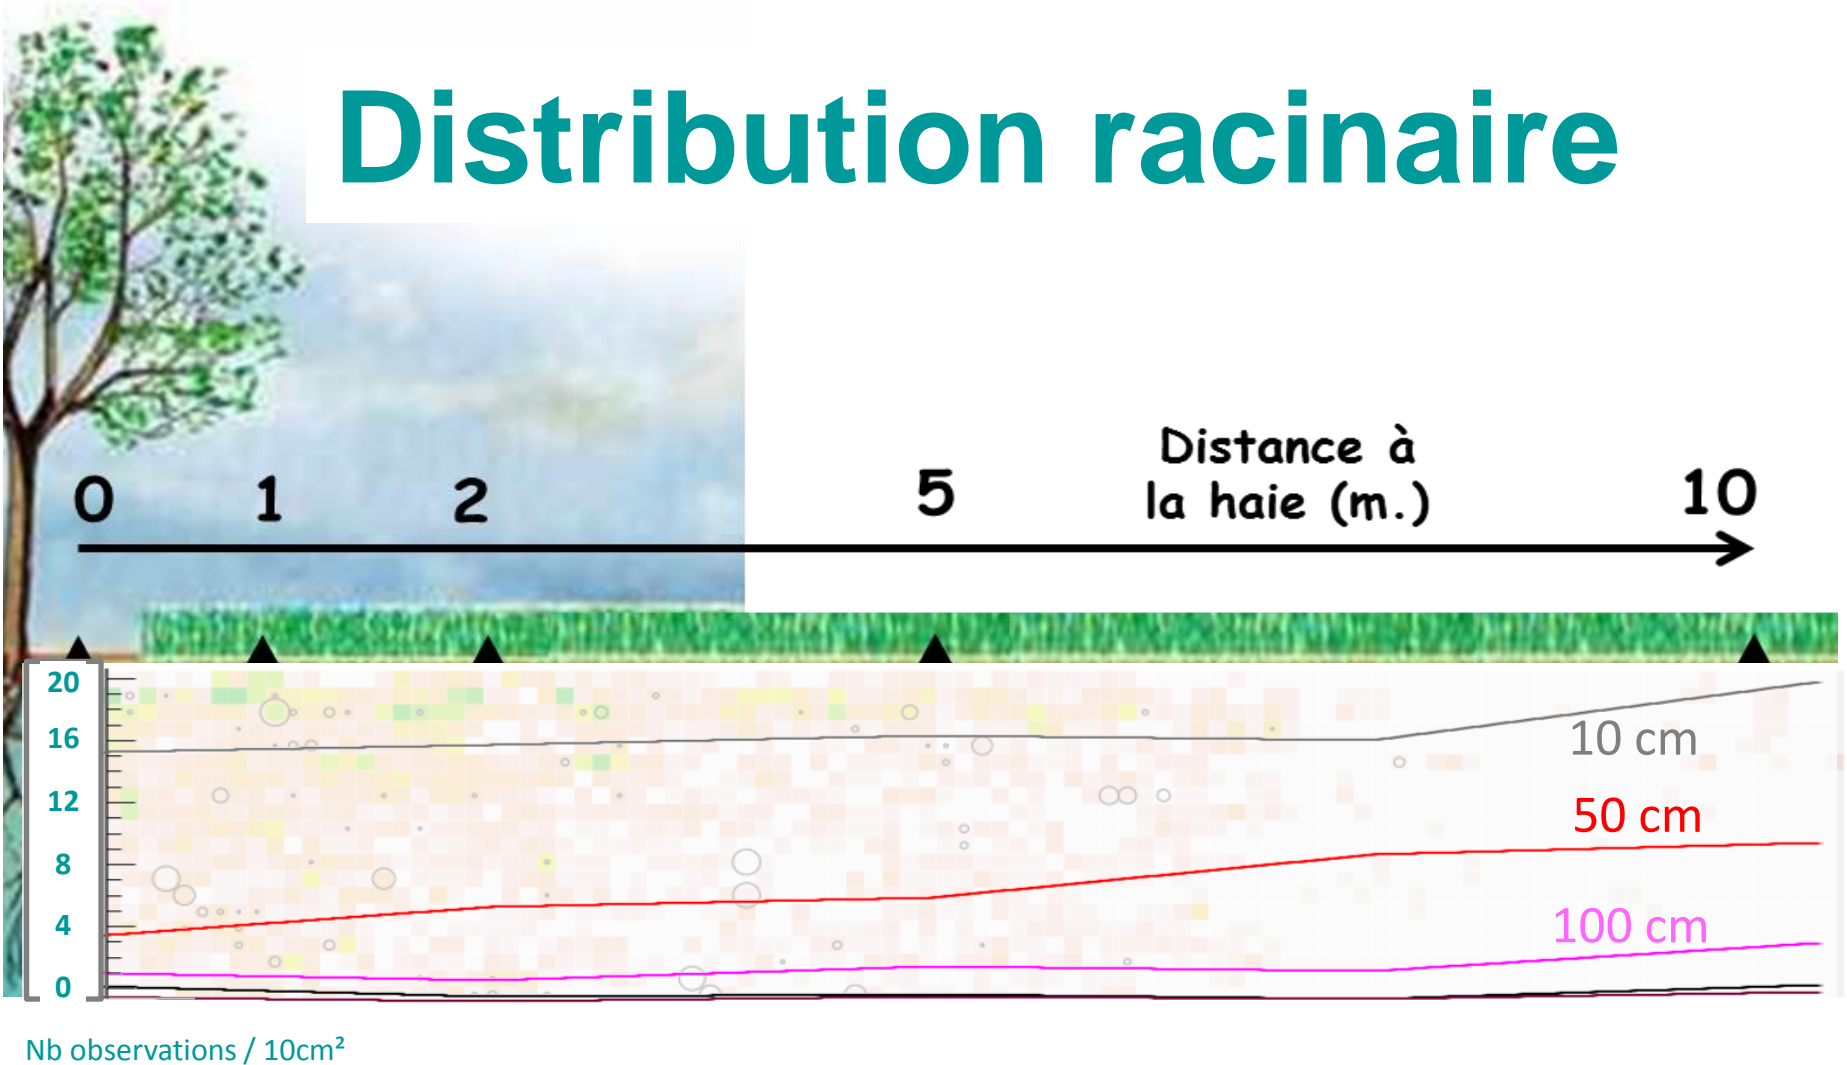 Distribution racinaire
Distance à
la haie (m.)
0 1 2 5 10
20
16
12
8
4
0
10 cm
50 cm
100 cm
Nb observations / 10cm²